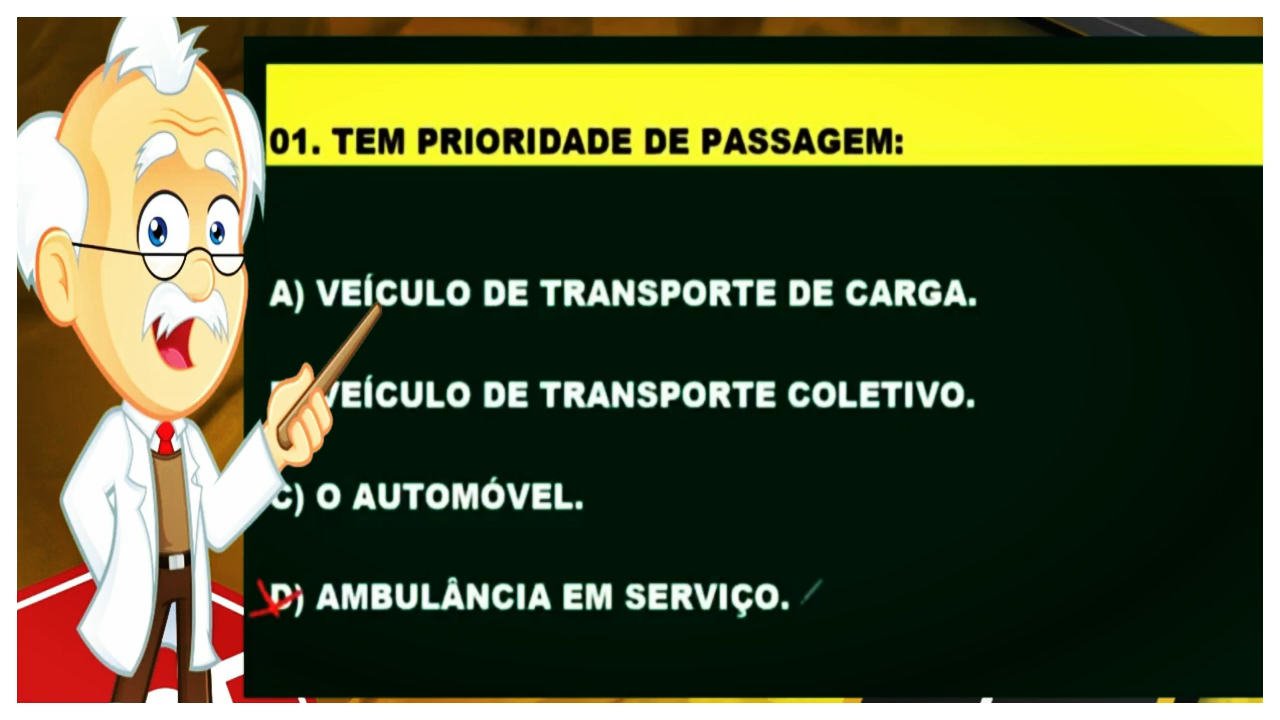 01. TEM PRIORIDADE DE PASSAGEM:
A) VEÍCULO DE TRANSPORTE DE CARGA.
VEÍCULO DE TRANSPORTE COLETIVO.
C) O AUTOMÓVEL.
D) AMBULÂNCIA EM SERVIÇO.